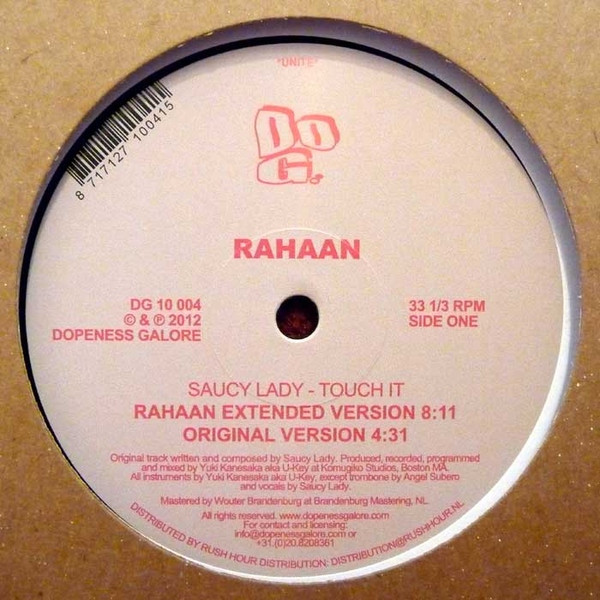 "UNITE"
8 717127 100415
Do
G.
RAHAAN
DG 10 004
© & ℗ 2012
DOPENESS GALORE
33 1/3 RPM
SIDE ONE
SAUCY LADY - TOUCH IT
RAHAAN EXTENDED VERSION 8:11
ORIGINAL VERSION 4:31
Original track written and composed by Saucy Lady. Produced, recorded, programmed
and mixed by Yuki Kanesaka aka U-Key at Komugiko Studios, Boston MA.
All instruments by Yuki Kanesaka aka U-Key, except trombone by Angel Subero
and vocals by Saucy Lady.
Mastered by Wouter Brandenburg at Brandenburg Mastering, NL.
All rights reserved. www.dopenessgalore.com
For contact and licensing:
info@dopenessgalore.com or
+31.(0)20.8208361
DISTRIBUTED BY RUSH HOUR DISTRIBUTION: DISTRIBUTION@RUSHHOUR.NL